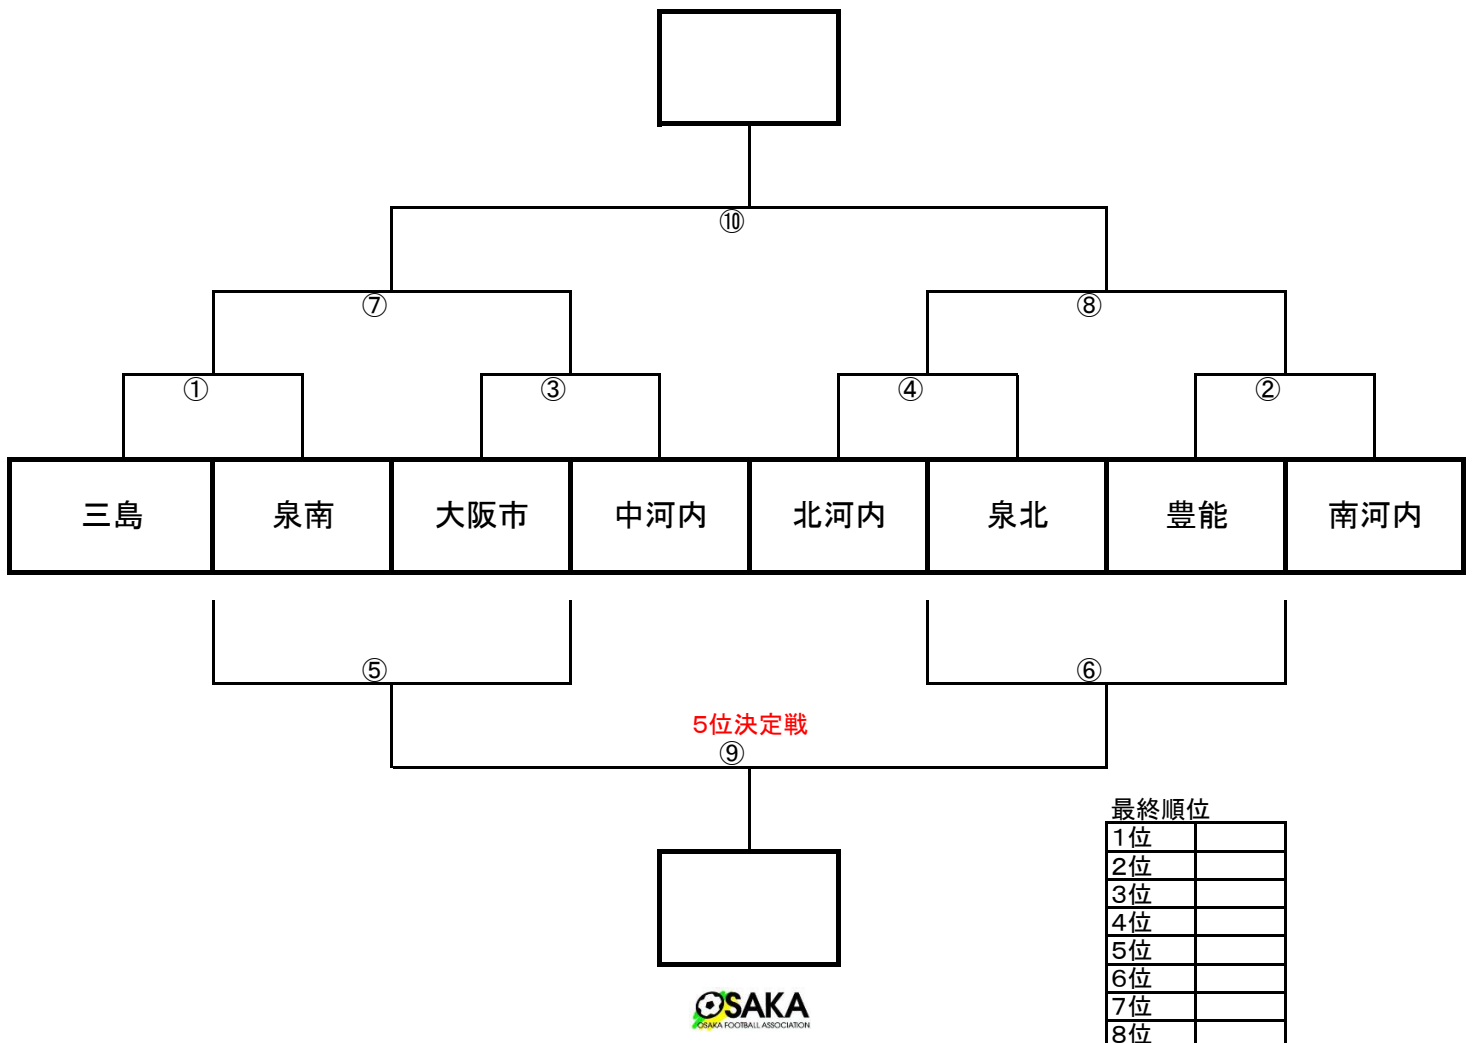 ⑩
⑦ ⑧
① ③ ④ ②
三島 泉南 大阪市 中河内 北河内 泉北 豊能 南河内
⑤ ⑥
5位決定戦
⑨
最終順位
1位
2位
3位
4位
5位
6位
7位
8位
OSAKA
OSAKA FOOTBALL ASSOCIATION